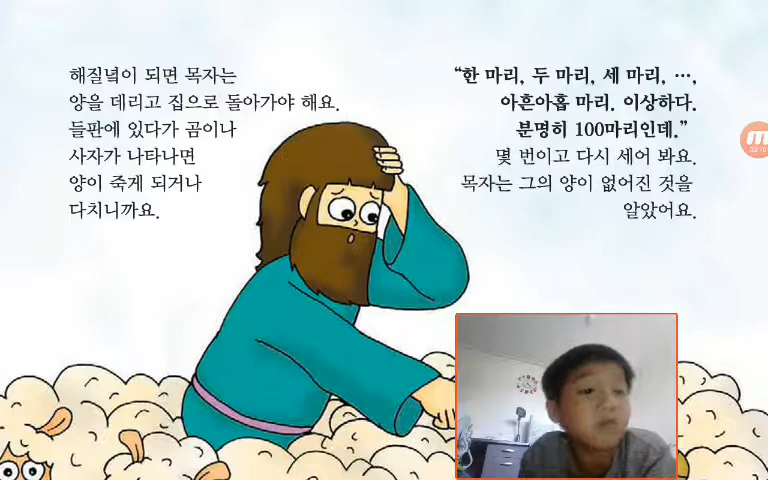 해질녘이 되면 목자는
양을 데리고 집으로 돌아가야 해요.
들판에 있다가 곰이나
사자가 나타나면
양이 죽게 되거나
다치니까요.
“한 마리, 두 마리, 세 마리, …,
아흔아홉 마리. 이상하다.
분명히 100마리인데.”
몇 번이고 다시 세어 봐요.
목자는 그의 양이 없어진 것을
알았어요.